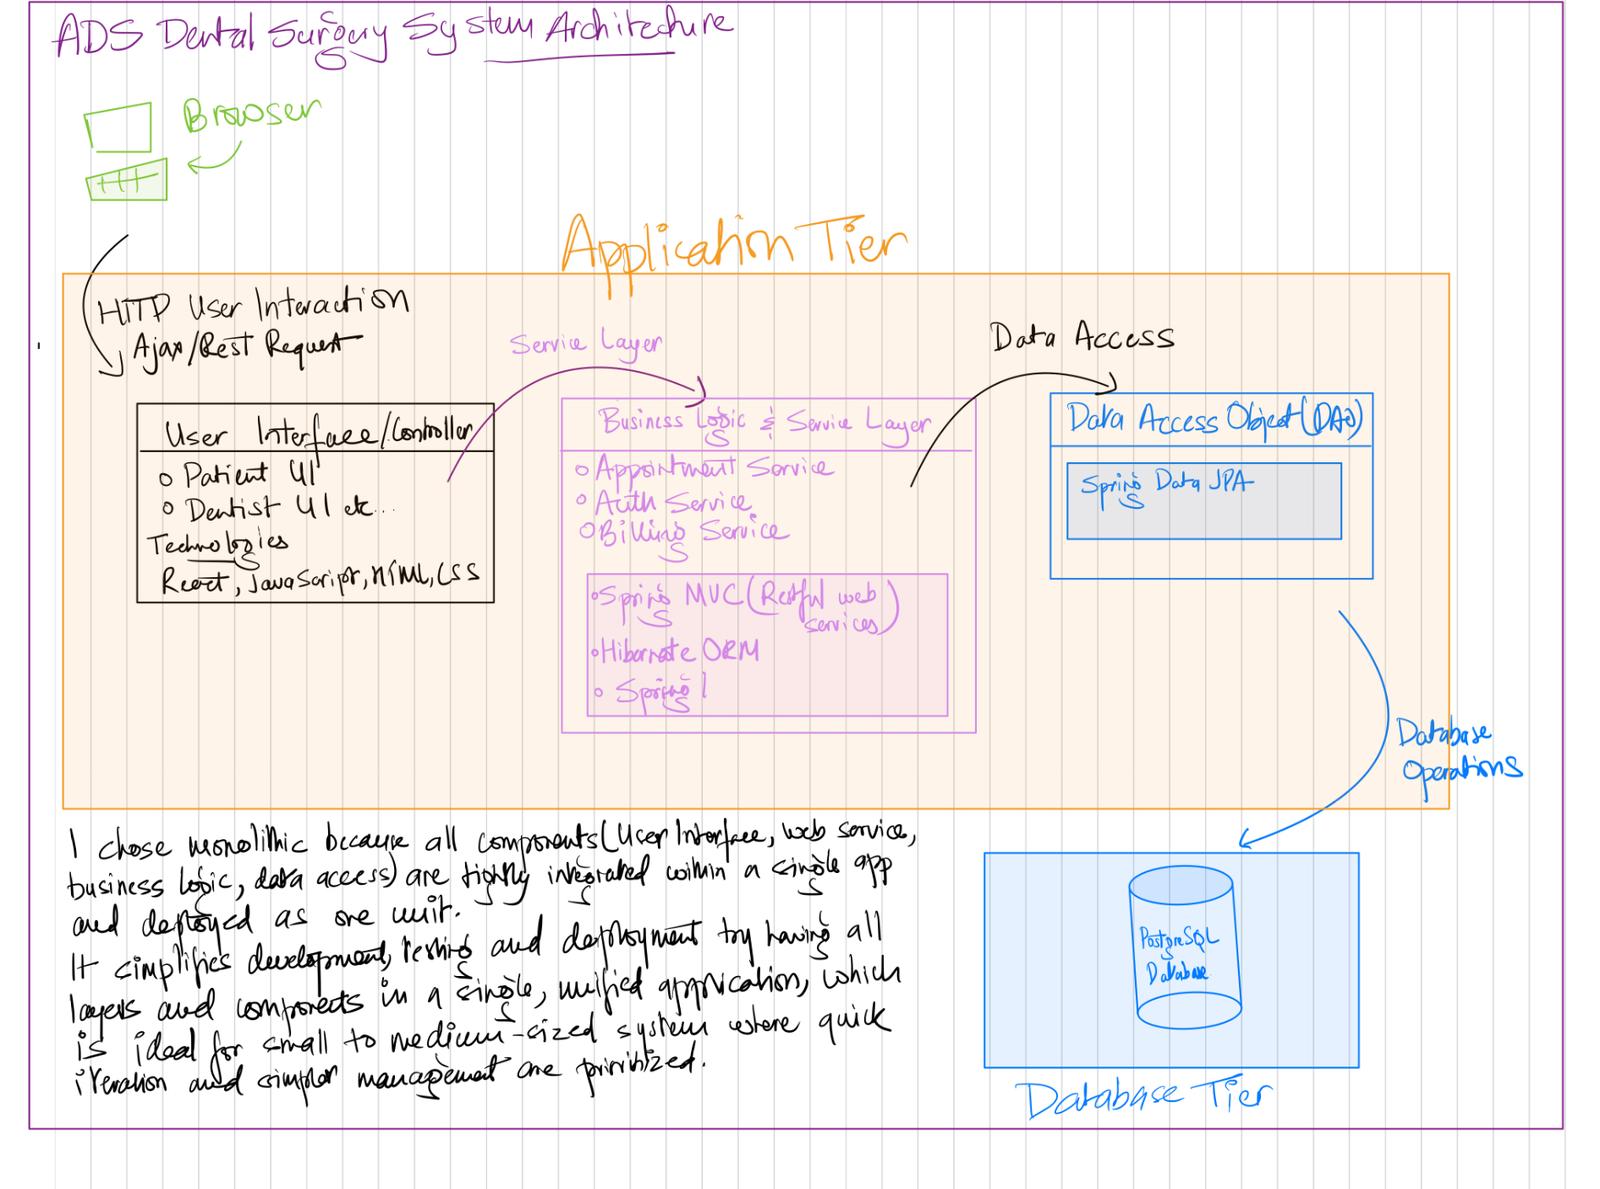 ADS Dental Surgery System Architecture
Browser
Application Tier
HTTP User Interaction
Ajax/Rest Request
Service Layer
Data Access
User Interface/Controller
o Patient UI
o Dentist UI etc...
Technologies
React, JavaScript, HTML, CSS
Business Logic & Service Layer
o Appointment Service
o Auth Service
o Billing Service
o Spring MVC (Restful web
services)
o Hibernate ORM
o Spring
Data Access Object (DAO)
Spring Data JPA
Database
Operations
I chose monolithic because all components (User Interface, web service,
business logic, data access) are tightly integrated within a single app
and deployed as one unit.
It simplifies development, testing and deployment by having all
layers and components in a single, unified application, which
is ideal for small to medium-sized system where quick
iteration and simpler management are prioritized.
PostgreSQL
Database
Database Tier